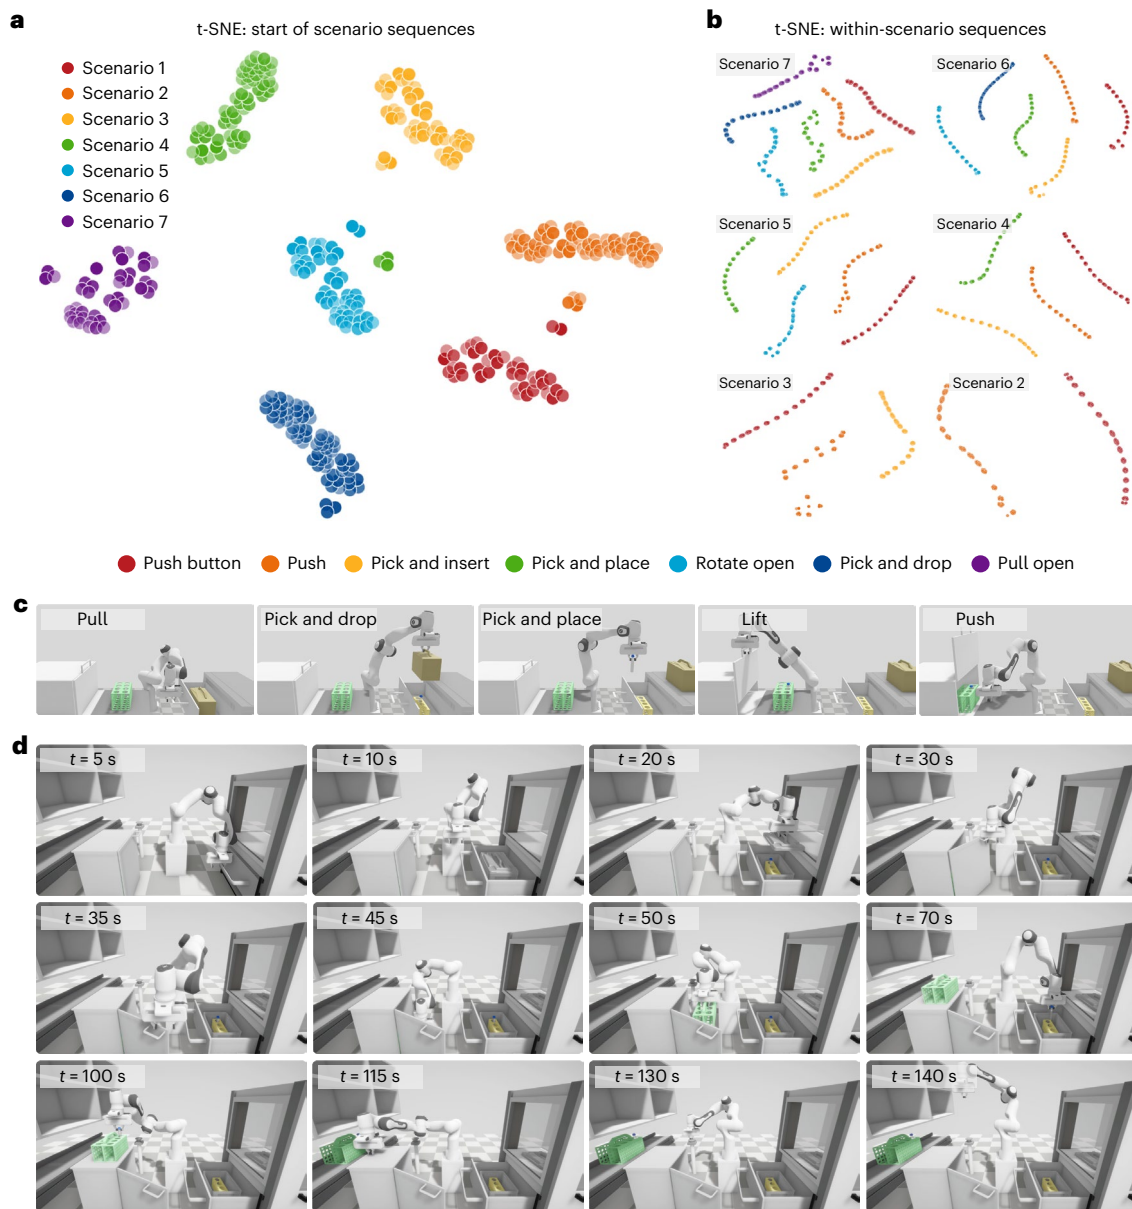 a
t-SNE: start of scenario sequences
Scenario 1
Scenario 2
Scenario 3
Scenario 4
Scenario 5
Scenario 6
Scenario 7
b
t-SNE: within-scenario sequences
Scenario 7
Scenario 6
Scenario 5
Scenario 4
Scenario 3
Scenario 2
Push button
Push
Pick and insert
Pick and place
Rotate open
Pick and drop
Pull open
c
Pull
Pick and drop
Pick and place
Lift
Push
d
t = 5 s
t = 10 s
t = 20 s
t = 30 s
t = 35 s
t = 45 s
t = 50 s
t = 70 s
t = 100 s
t = 115 s
t = 130 s
t = 140 s